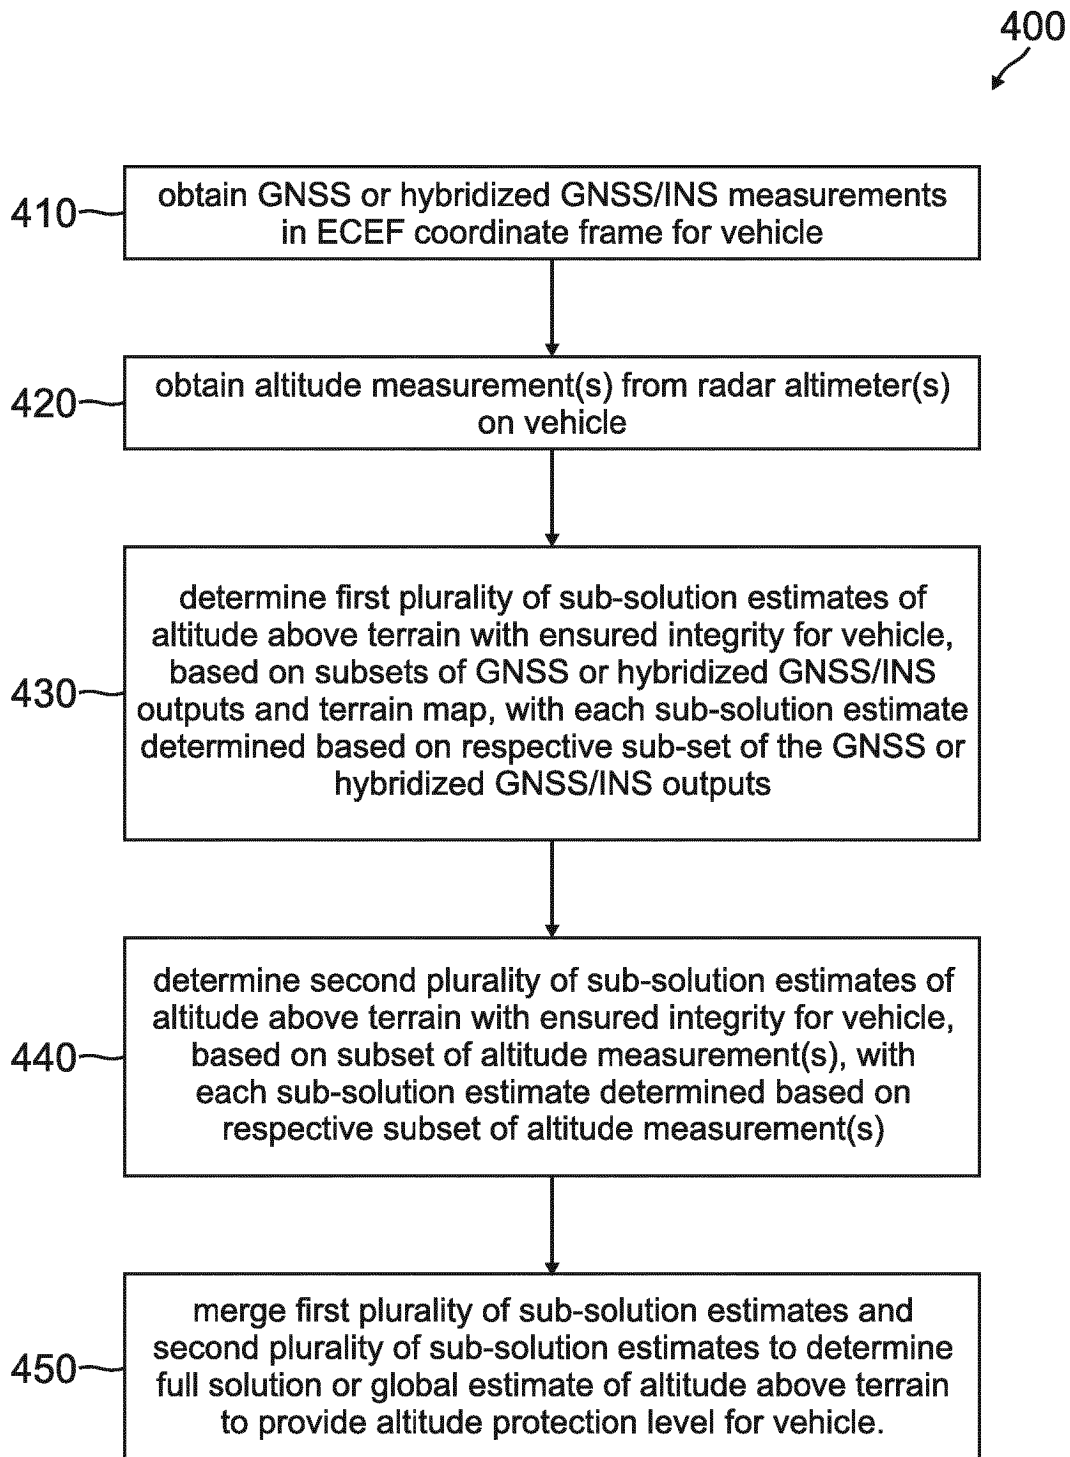 400
410
obtain GNSS or hybridized GNSS/INS measurements
in ECEF coordinate frame for vehicle
420
obtain altitude measurement(s) from radar altimeter(s)
on vehicle
430
determine first plurality of sub-solution estimates of
altitude above terrain with ensured integrity for vehicle,
based on subsets of GNSS or hybridized GNSS/INS
outputs and terrain map, with each sub-solution estimate
determined based on respective sub-set of the GNSS or
hybridized GNSS/INS outputs
440
determine second plurality of sub-solution estimates of
altitude above terrain with ensured integrity for vehicle,
based on subset of altitude measurement(s), with
each sub-solution estimate determined based on
respective subset of altitude measurement(s)
450
merge first plurality of sub-solution estimates and
second plurality of sub-solution estimates to determine
full solution or global estimate of altitude above terrain
to provide altitude protection level for vehicle.